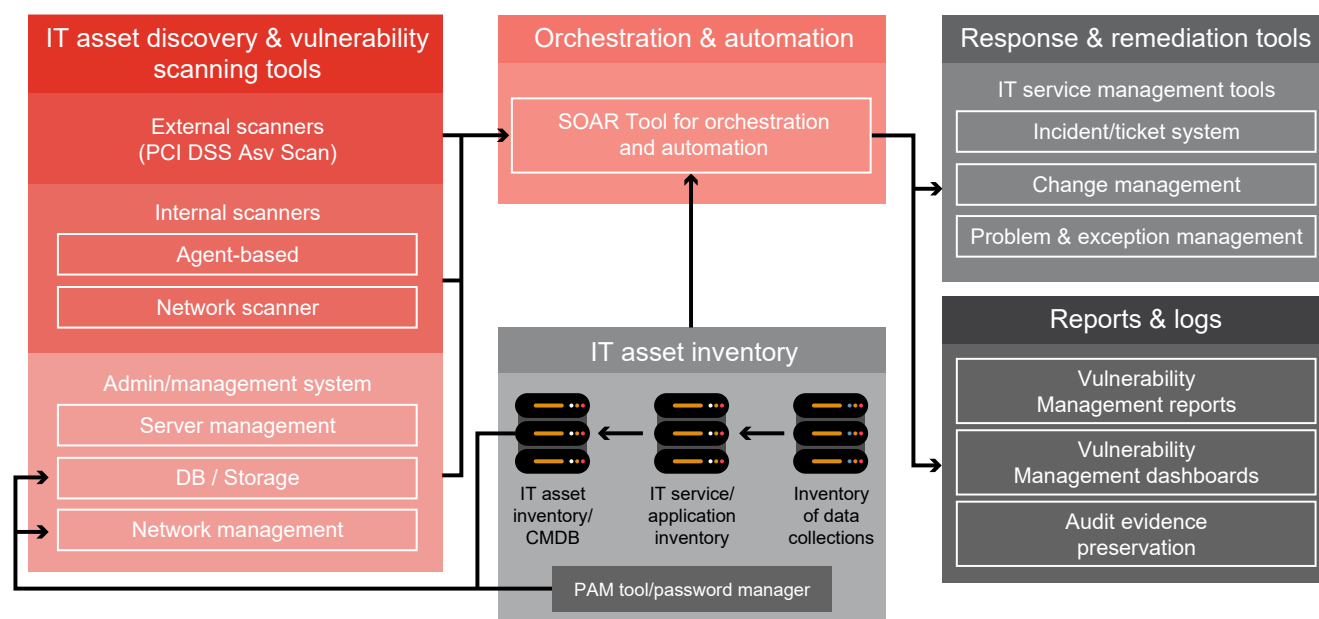 IT asset discovery & vulnerability
scanning tools
External scanners
(PCI DSS Asv Scan)
Internal scanners
Agent-based
Network scanner
Admin/management system
Server management
DB / Storage
Network management
Orchestration & automation
SOAR Tool for orchestration
and automation
IT asset inventory
IT asset
inventory/
CMDB
IT service/
application
inventory
Inventory
of data
collections
PAM tool/password manager
Response & remediation tools
IT service management tools
Incident/ticket system
Change management
Problem & exception management
Reports & logs
Vulnerability
Management reports
Vulnerability
Management dashboards
Audit evidence
preservation